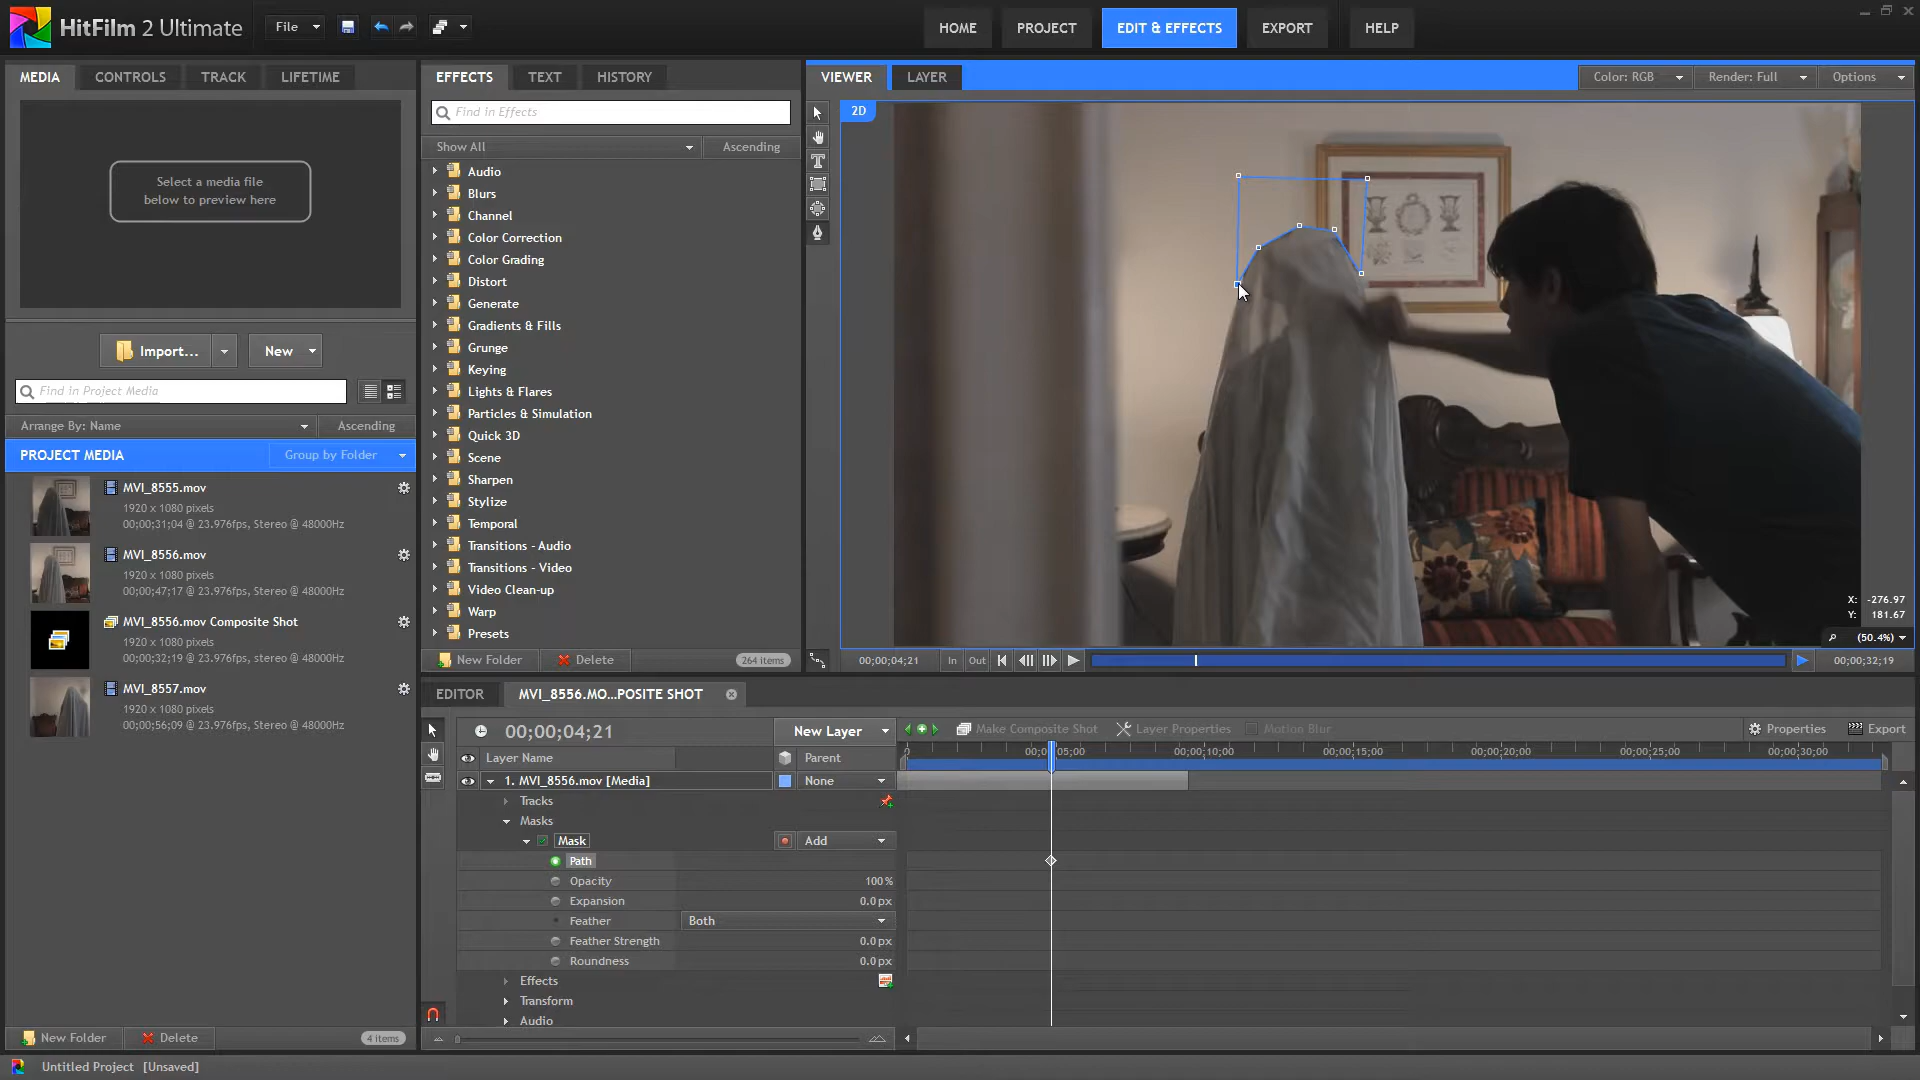 HitFilm 2 Ultimate
File
HOME
PROJECT
EDIT & EFFECTS
EXPORT
HELP
MEDIA
CONTROLS
TRACK
LIFETIME
Select a media file
below to preview here
Import...
New
Find in Project Media
Arrange By: Name
Ascending
PROJECT MEDIA
Group by Folder
MVI_8555.mov
1920 x 1080 pixels
00;00;31;04 @ 23.976fps, Stereo @ 48000Hz
MVI_8556.mov
1920 x 1080 pixels
00;00;47;17 @ 23.976fps, Stereo @ 48000Hz
MVI_8556.mov Composite Shot
1920 x 1080 pixels
00;00;32;19 @ 23.976fps, Stereo @ 48000Hz
MVI_8557.mov
1920 x 1080 pixels
00;00;56;09 @ 23.976fps, Stereo @ 48000Hz
New Folder
Delete
4 items
EFFECTS
TEXT
HISTORY
Find in Effects
Show All
Ascending
Audio
Blurs
Channel
Color Correction
Color Grading
Distort
Generate
Gradients & Fills
Grunge
Keying
Lights & Flares
Particles & Simulation
Quick 3D
Scene
Sharpen
Stylize
Temporal
Transitions - Audio
Transitions - Video
Video Clean-up
Warp
Presets
New Folder
Delete
264 items
VIEWER
LAYER
Color: RGB
Render: Full
Options
2D
X: -276.97
Y: 181.67
(50.4%)
00;00;04;21
In
Out
00;00;32;19
EDITOR
MVI_8556.MO...POSITE SHOT
00;00;04;21
New Layer
Make Composite Shot
Layer Properties
Motion Blur
Properties
Export
Layer Name
Parent
0
00;00;05;00
00;00;10;00
00;00;15;00
00;00;20;00
00;00;25;00
00;00;30;00
1. MVI_8556.mov [Media]
None
Tracks
Masks
Mask
Add
Path
Opacity
100 %
Expansion
0.0 px
Feather
Both
Feather Strength
0.0 px
Roundness
0.0 px
Effects
Transform
Audio
Untitled Project [Unsaved]